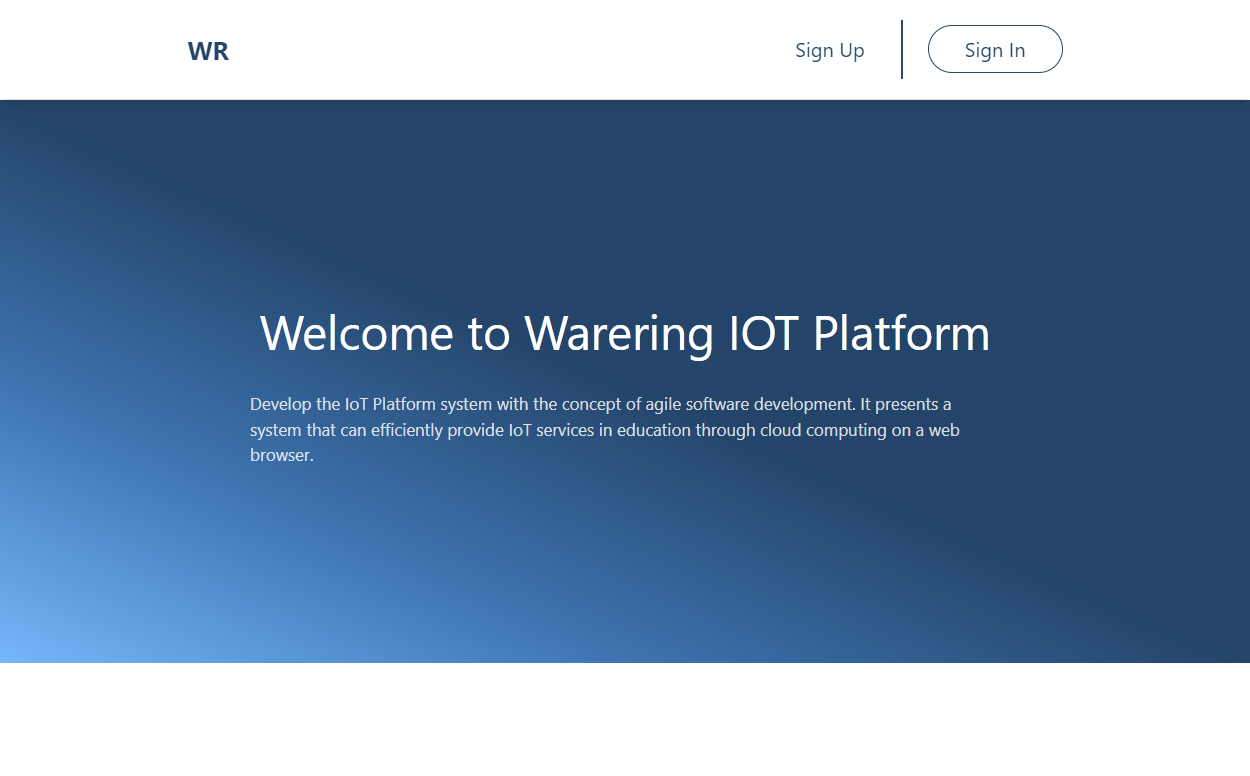 WR
Sign Up
Sign In
Welcome to Warering IOT Platform
Develop the IoT Platform system with the concept of agile software development. It presents a
system that can efficiently provide IoT services in education through cloud computing on a web
browser.